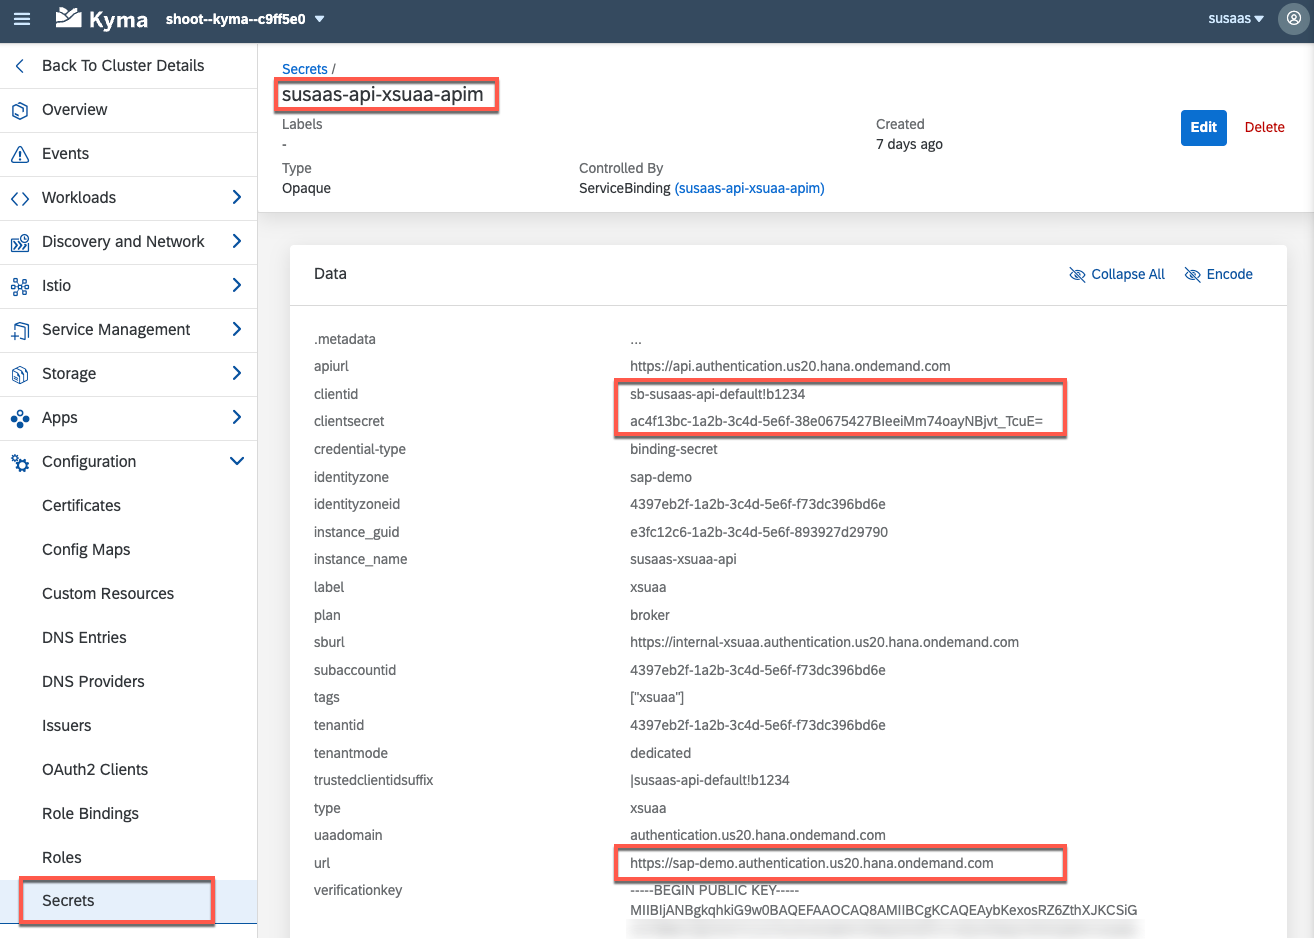 Kyma shoot--kyma--c9ff5e0
susaas
Back To Cluster Details
Overview
Events
Workloads
Discovery and Network
Istio
Service Management
Storage
Apps
Configuration
Certificates
Config Maps
Custom Resources
DNS Entries
DNS Providers
Issuers
OAuth2 Clients
Role Bindings
Roles
Secrets
Secrets /
susaas-api-xsuaa-apim
Labels
-
Created
7 days ago
Edit
Delete
Type
Opaque
Controlled By
ServiceBinding (susaas-api-xsuaa-apim)
Data
Collapse All
Encode
.metadata ...
apiurl https://api.authentication.us20.hana.ondemand.com
clientid sb-susaas-api-default!b1234
clientsecret ac4f13bc-1a2b-3c4d-5e6f-38e0675427BIeeiMm74oayNBjvt_TcuE=
credential-type binding-secret
identityzone sap-demo
identityzoneid 4397eb2f-1a2b-3c4d-5e6f-f73dc396bd6e
instance_guid e3fc12c6-1a2b-3c4d-5e6f-893927d29790
instance_name susaas-xsuaa-api
label xsuaa
plan broker
sburl https://internal-xsuaa.authentication.us20.hana.ondemand.com
subaccountid 4397eb2f-1a2b-3c4d-5e6f-f73dc396bd6e
tags ["xsuaa"]
tenantid 4397eb2f-1a2b-3c4d-5e6f-f73dc396bd6e
tenantmode dedicated
trustedclientidsuffix |susaas-api-default!b1234
type xsuaa
uaadomain authentication.us20.hana.ondemand.com
url https://sap-demo.authentication.us20.hana.ondemand.com
verificationkey -----BEGIN PUBLIC KEY-----
MIIBIjANBgkqhkiG9w0BAQEFAAOCAQ8AMIIBCgKCAQEAybKexosRZ6ZthXJKCSiG